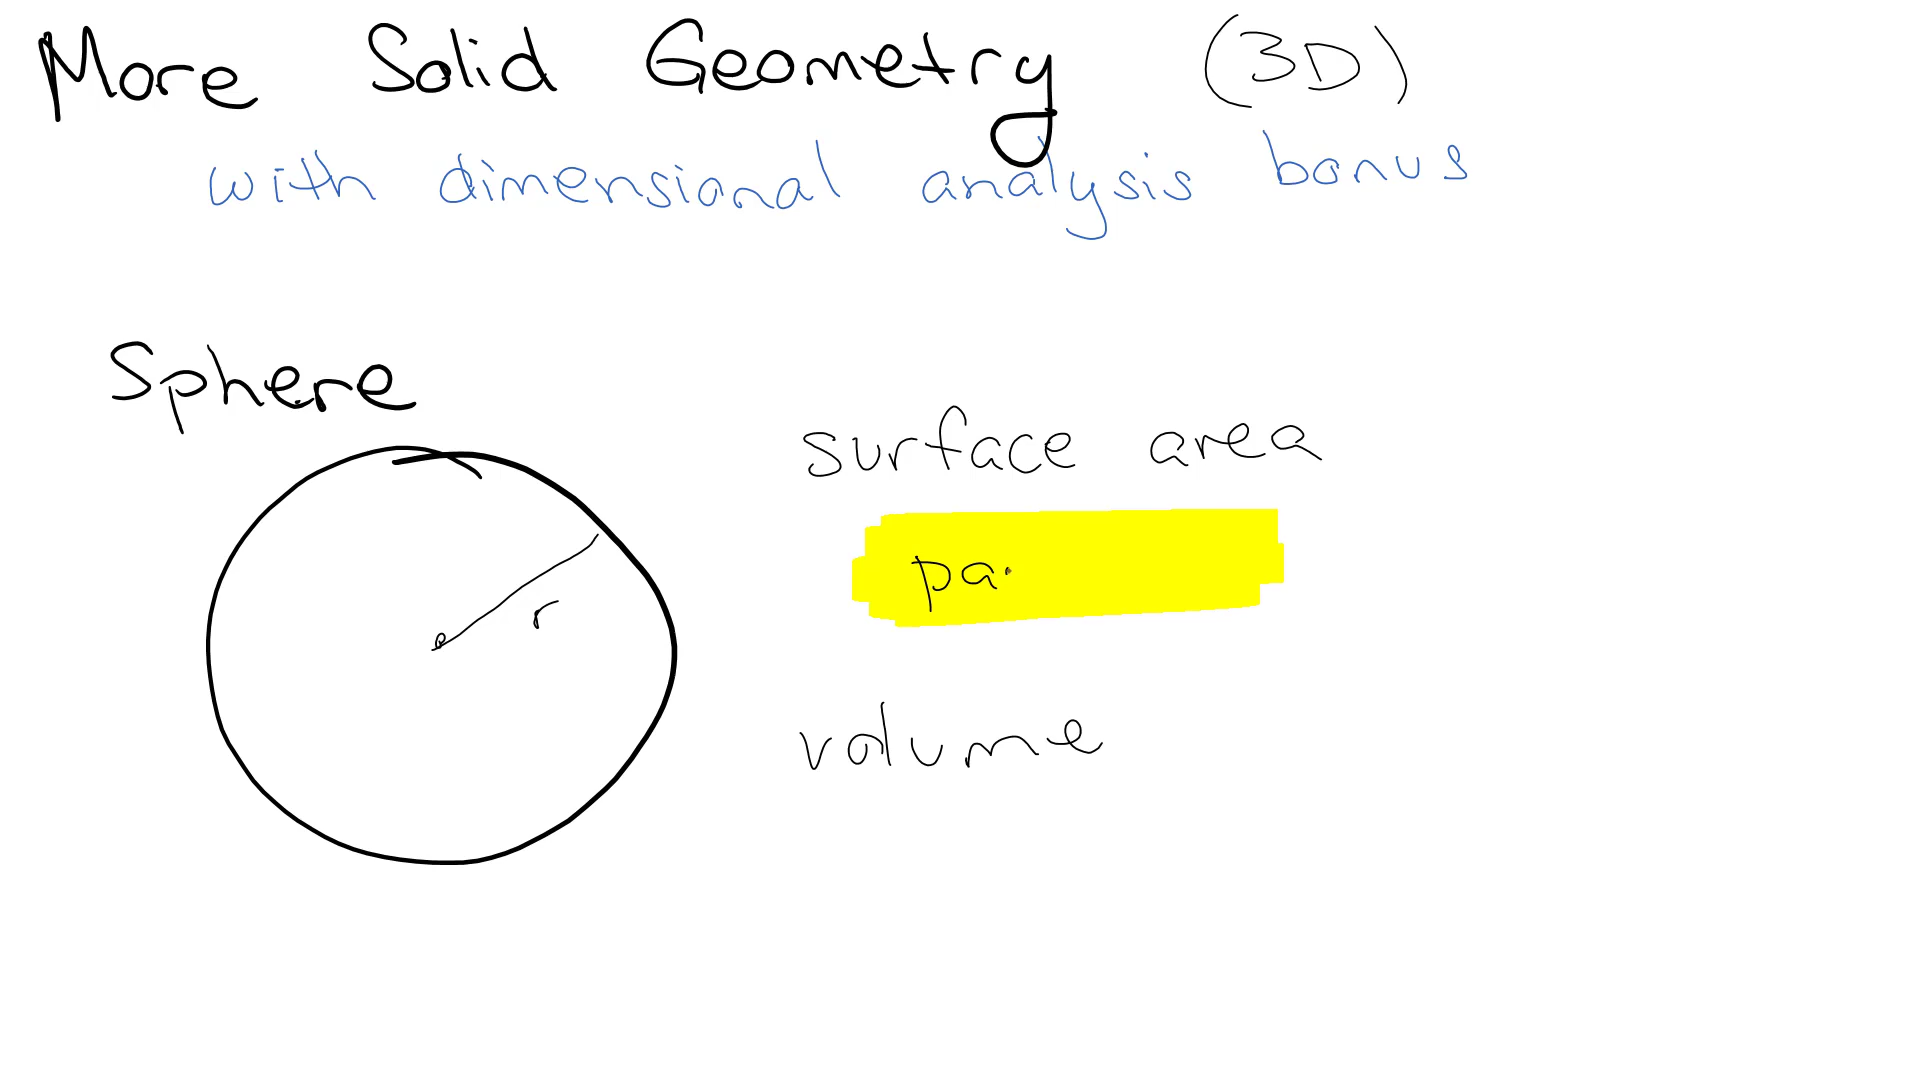 More Solid Geometry (3D)
with dimensional analysis bonus
Sphere
surface area
pa
r
volume